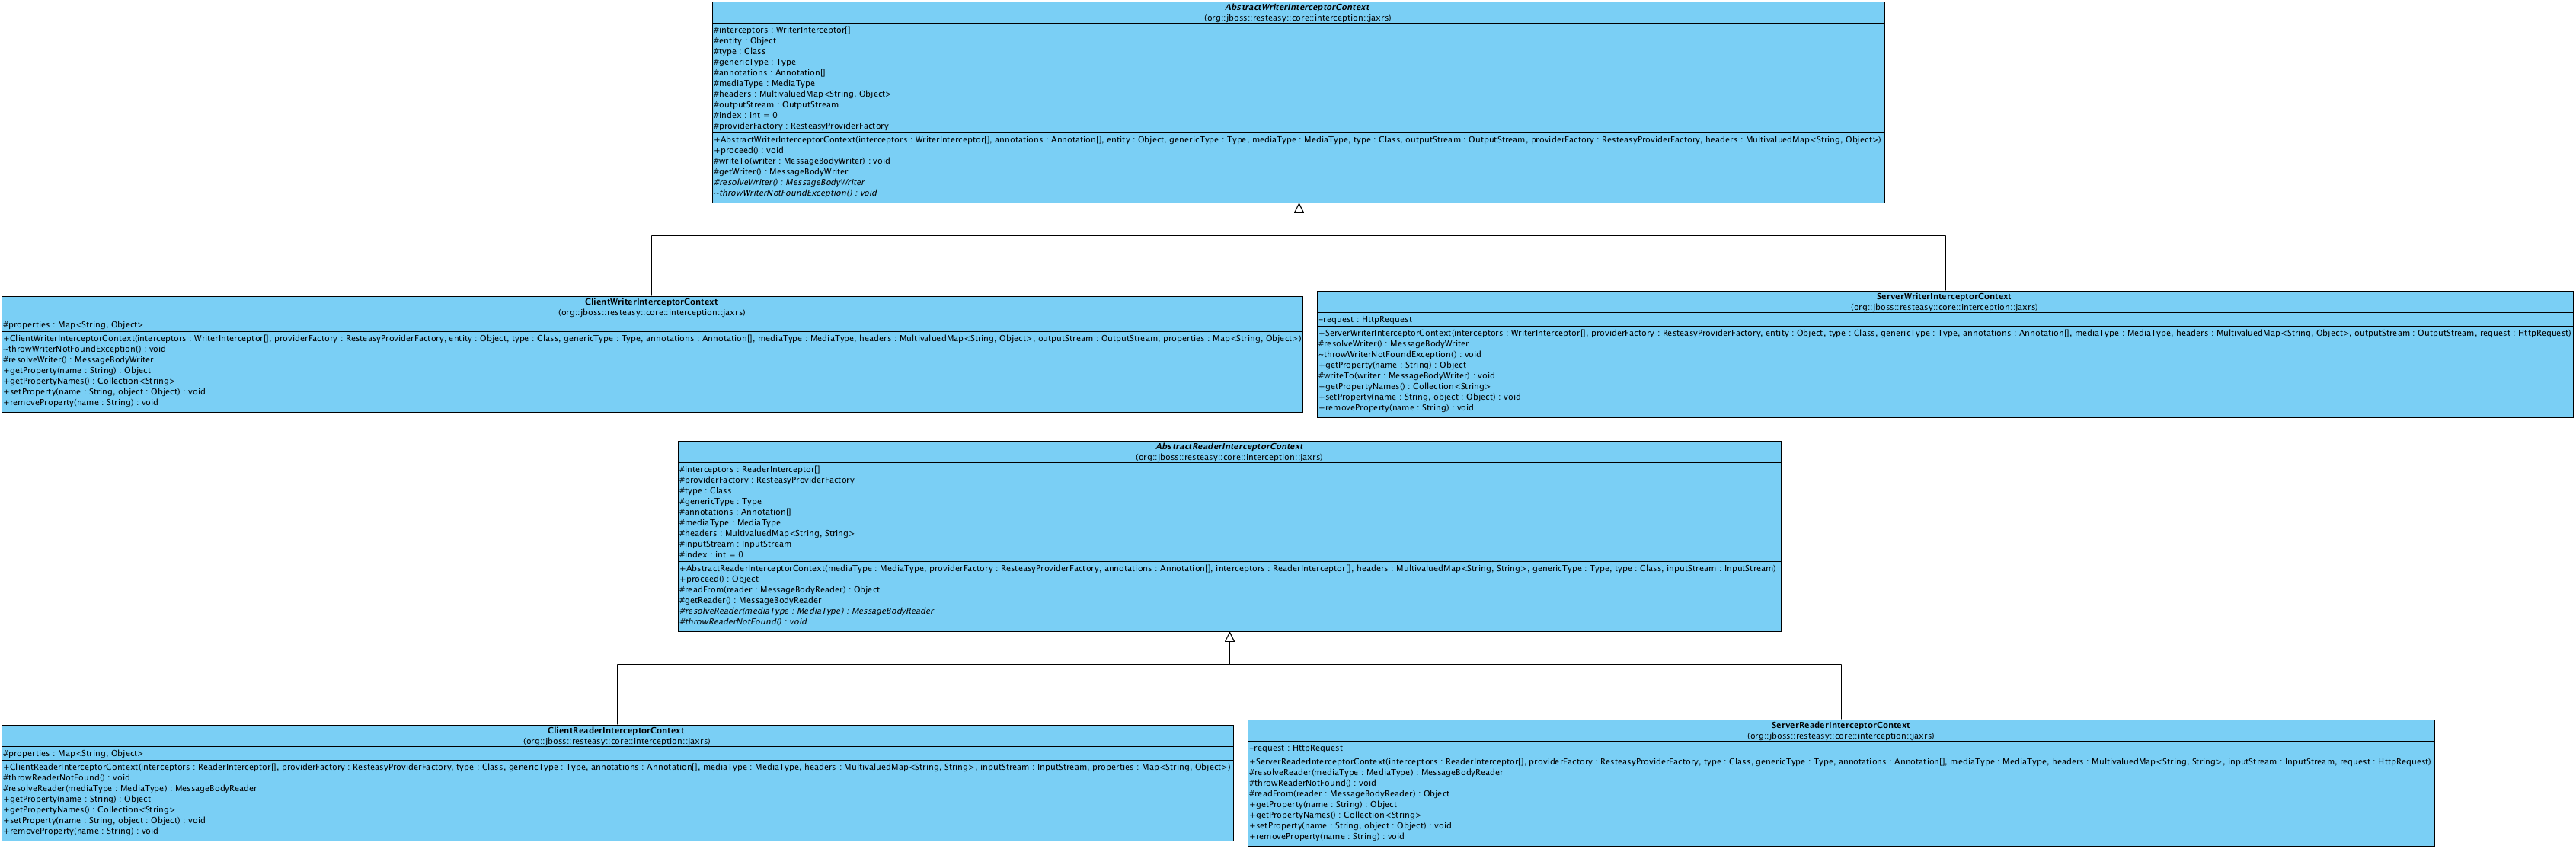 AbstractWriterInterceptorContext
(org::jboss::resteasy::core::interception::jaxrs)
#interceptors : WriterInterceptor[]
#entity : Object
#type : Class
#genericType : Type
#annotations : Annotation[]
#mediaType : MediaType
#headers : MultivaluedMap<String, Object>
#outputStream : OutputStream
#index : int = 0
#providerFactory : ResteasyProviderFactory
+AbstractWriterInterceptorContext(interceptors : WriterInterceptor[], annotations : Annotation[], entity : Object, genericType : Type, mediaType : MediaType, type : Class, outputStream : OutputStream, providerFactory : ResteasyProviderFactory, headers : MultivaluedMap<String, Object>)
+proceed() : void
#writeTo(writer : MessageBodyWriter) : void
#getWriter() : MessageBodyWriter
#resolveWriter() : MessageBodyWriter
~throwWriterNotFoundException() : void
ClientWriterInterceptorContext
(org::jboss::resteasy::core::interception::jaxrs)
#properties : Map<String, Object>
+ClientWriterInterceptorContext(interceptors : WriterInterceptor[], providerFactory : ResteasyProviderFactory, entity : Object, type : Class, genericType : Type, annotations : Annotation[], mediaType : MediaType, headers : MultivaluedMap<String, Object>, outputStream : OutputStream, properties : Map<String, Object>)
~throwWriterNotFoundException() : void
#resolveWriter() : MessageBodyWriter
+getProperty(name : String) : Object
+getPropertyNames() : Collection<String>
+setProperty(name : String, object : Object) : void
+removeProperty(name : String) : void
ServerWriterInterceptorContext
(org::jboss::resteasy::core::interception::jaxrs)
-request : HttpRequest
+ServerWriterInterceptorContext(interceptors : WriterInterceptor[], providerFactory : ResteasyProviderFactory, entity : Object, type : Class, genericType : Type, annotations : Annotation[], mediaType : MediaType, headers : MultivaluedMap<String, Object>, outputStream : OutputStream, request : HttpRequest)
#resolveWriter() : MessageBodyWriter
~throwWriterNotFoundException() : void
+getProperty(name : String) : Object
#writeTo(writer : MessageBodyWriter) : void
+getPropertyNames() : Collection<String>
+setProperty(name : String, object : Object) : void
+removeProperty(name : String) : void
AbstractReaderInterceptorContext
(org::jboss::resteasy::core::interception::jaxrs)
#interceptors : ReaderInterceptor[]
#providerFactory : ResteasyProviderFactory
#type : Class
#genericType : Type
#annotations : Annotation[]
#mediaType : MediaType
#headers : MultivaluedMap<String, String>
#inputStream : InputStream
#index : int = 0
+AbstractReaderInterceptorContext(mediaType : MediaType, providerFactory : ResteasyProviderFactory, annotations : Annotation[], interceptors : ReaderInterceptor[], headers : MultivaluedMap<String, String>, genericType : Type, type : Class, inputStream : InputStream)
+proceed() : Object
#readFrom(reader : MessageBodyReader) : Object
#getReader() : MessageBodyReader
#resolveReader(mediaType : MediaType) : MessageBodyReader
#throwReaderNotFound() : void
ClientReaderInterceptorContext
(org::jboss::resteasy::core::interception::jaxrs)
#properties : Map<String, Object>
+ClientReaderInterceptorContext(interceptors : ReaderInterceptor[], providerFactory : ResteasyProviderFactory, type : Class, genericType : Type, annotations : Annotation[], mediaType : MediaType, headers : MultivaluedMap<String, String>, inputStream : InputStream, properties : Map<String, Object>)
#throwReaderNotFound() : void
#resolveReader(mediaType : MediaType) : MessageBodyReader
+getProperty(name : String) : Object
+getPropertyNames() : Collection<String>
+setProperty(name : String, object : Object) : void
+removeProperty(name : String) : void
ServerReaderInterceptorContext
(org::jboss::resteasy::core::interception::jaxrs)
-request : HttpRequest
+ServerReaderInterceptorContext(interceptors : ReaderInterceptor[], providerFactory : ResteasyProviderFactory, type : Class, genericType : Type, annotations : Annotation[], mediaType : MediaType, headers : MultivaluedMap<String, String>, inputStream : InputStream, request : HttpRequest)
#resolveReader(mediaType : MediaType) : MessageBodyReader
#throwReaderNotFound() : void
#readFrom(reader : MessageBodyReader) : Object
+getProperty(name : String) : Object
+getPropertyNames() : Collection<String>
+setProperty(name : String, object : Object) : void
+removeProperty(name : String) : void